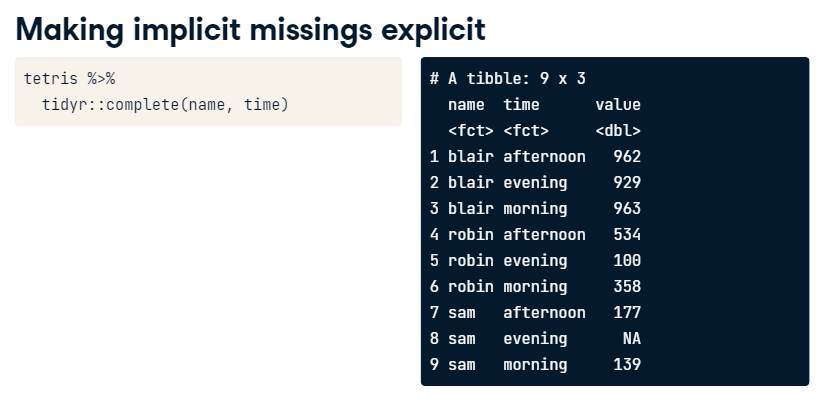 Making implicit missings explicit
tetris %>%
  tidyr::complete(name, time)
# A tibble: 9 x 3
  name  time      value
  <fct> <fct>     <dbl>
1 blair afternoon   962
2 blair evening     929
3 blair morning     963
4 robin afternoon   534
5 robin evening     100
6 robin morning     358
7 sam   afternoon   177
8 sam   evening      NA
9 sam   morning     139